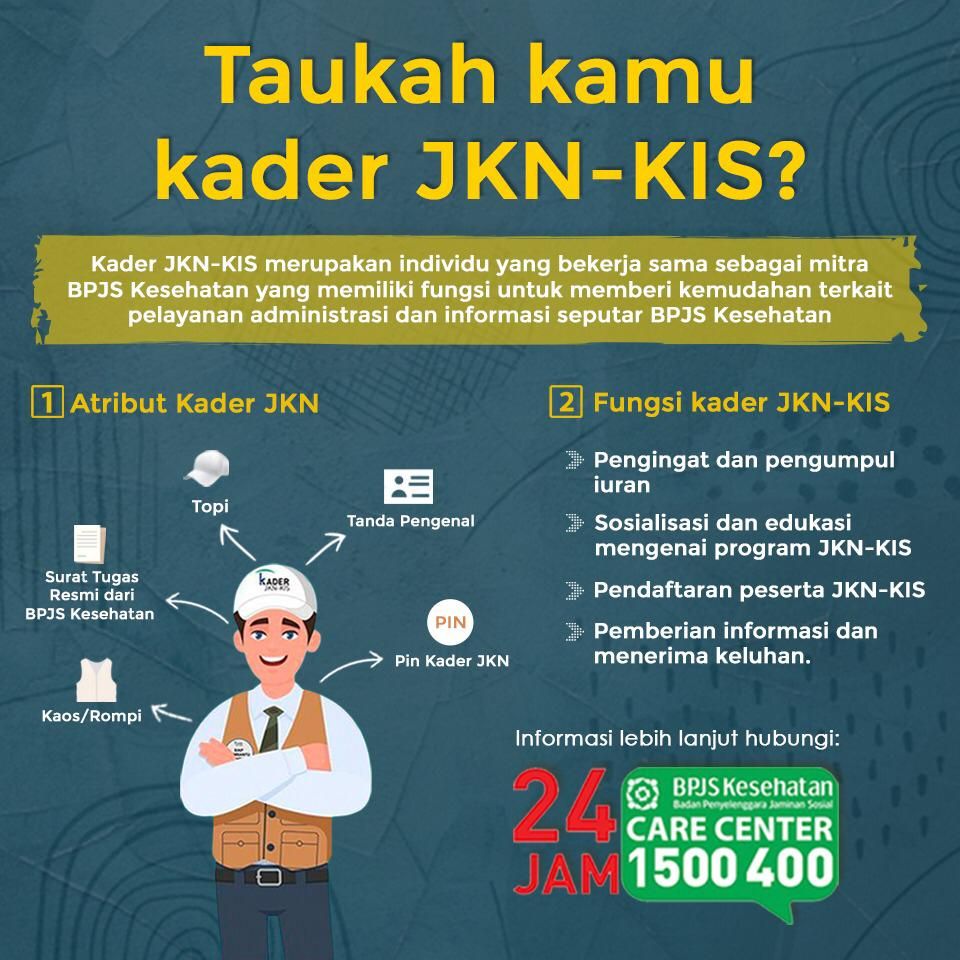 Taukah kamu
kader JKN-KIS?
Kader JKN-KIS merupakan individu yang bekerja sama sebagai mitra
BPJS Kesehatan yang memiliki fungsi untuk memberi kemudahan terkait
pelayanan administrasi dan informasi seputar BPJS Kesehatan
1 Atribut Kader JKN
Topi
Tanda Pengenal
Surat Tugas
Resmi dari
BPJS Kesehatan
PIN
Pin Kader JKN
Kaos/Rompi
KADER
JKN-KIS
2 Fungsi kader JKN-KIS
Pengingat dan pengumpul
iuran
Sosialisasi dan edukasi
mengenai program JKN-KIS
Pendaftaran peserta JKN-KIS
Pemberian informasi dan
menerima keluhan.
Informasi lebih lanjut hubungi:
24
JAM
BPJS Kesehatan
Badan Penyelenggara Jaminan Sosial
CARE CENTER
1500 400